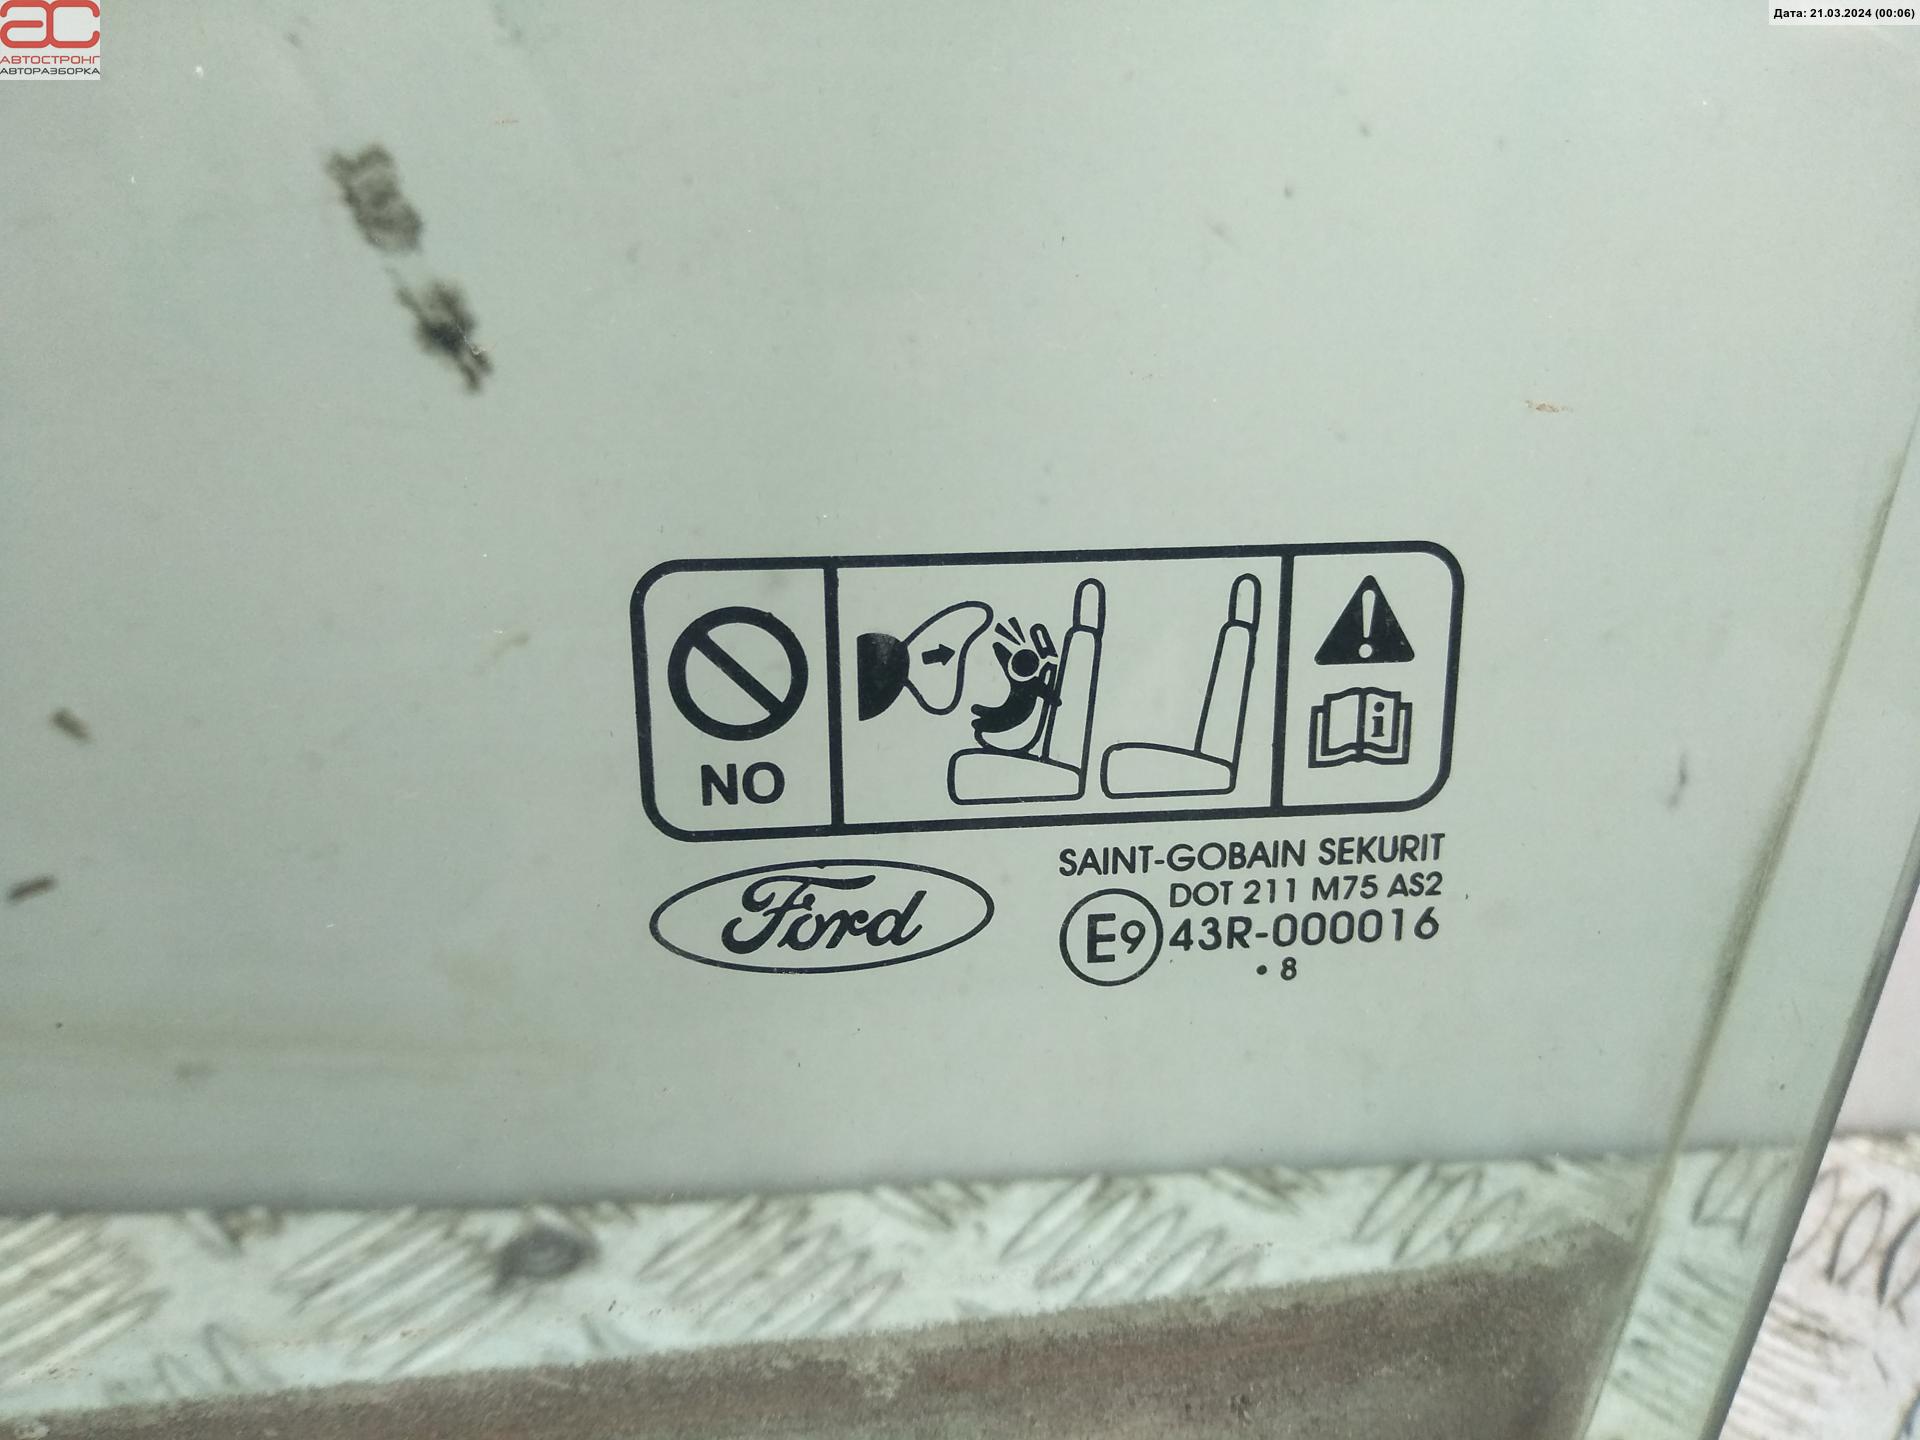 АВТОСТРОНГ
АВТОРАЗБОРКА
Дата: 21.03.2024 (00:06)
NO
i
Ford
SAINT-GOBAIN SEKURIT
DOT 211 M75 AS2
E9 43R-000016
• 8